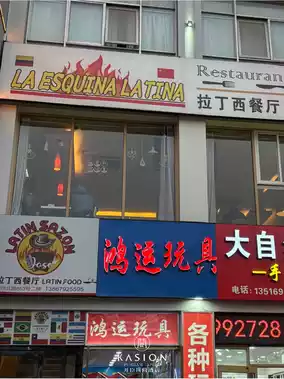 LA ESQUINA LATINA
Restauran
拉丁西餐厅
LATIN SAZON
José
拉丁西餐厅 LATIN FOOD
13867925595
鸿运玩具
大自
一手
电话：135169
鸿运玩具
各种
992728
KASION